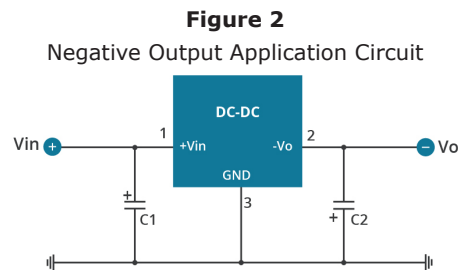 Figure 2
Negative Output Application Circuit
DC-DC
Vin + 1 +Vin -Vo 2 − Vo
GND
3
+ C1
+ C2